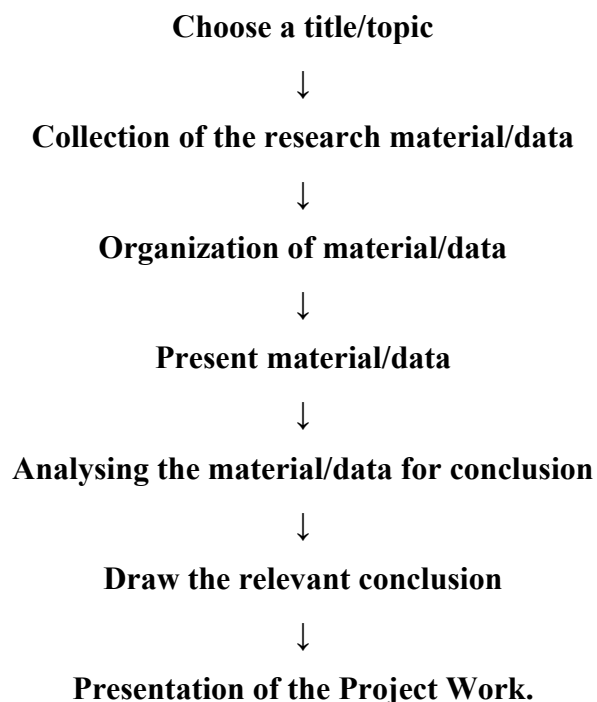 Choose a title/topic
↓
Collection of the research material/data
↓
Organization of material/data
↓
Present material/data
↓
Analysing the material/data for conclusion
↓
Draw the relevant conclusion
↓
Presentation of the Project Work.